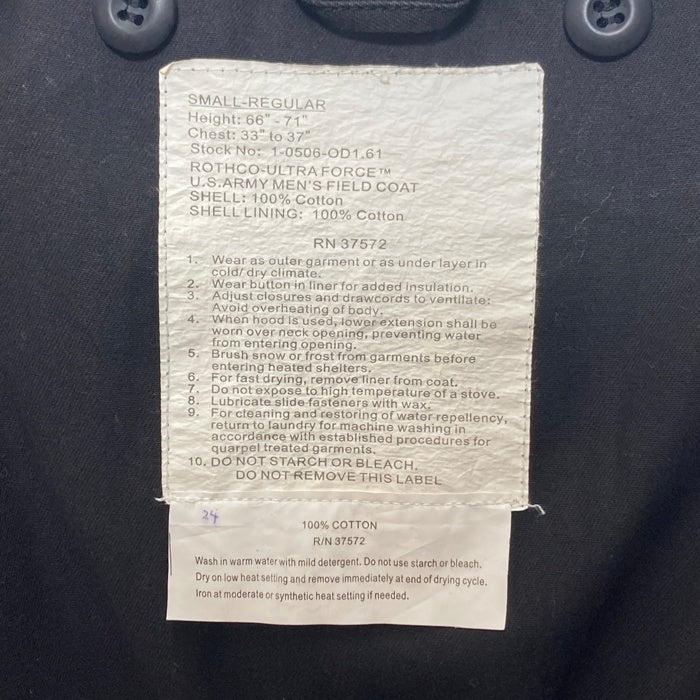 SMALL-REGULAR
Height: 66" - 71"
Chest: 33" to 37"
Stock No: 1-0506-OD1.61
ROTHCO-ULTRA FORCE™
U.S.ARMY MEN'S FIELD COAT
SHELL: 100% Cotton
SHELL LINING: 100% Cotton
RN 37572
1. Wear as outer garment or as under layer in
cold/ dry climate.
2. Wear button in liner for added insulation.
3. Adjust closures and drawcords to ventilate:
Avoid overheating of body.
4. When hood is used, lower extension shall be
worn over neck opening, preventing water
from entering opening.
5. Brush snow or frost from garments before
entering heated shelters.
6. For fast drying, remove liner from coat.
7. Do not expose to high temperature of a stove.
8. Lubricate slide fasteners with wax.
9. For cleaning and restoring of water repellency,
return to laundry for machine washing in
accordance with established procedures for
quarpel treated garments.
10. DO NOT STARCH OR BLEACH.
DO NOT REMOVE THIS LABEL
24
100% COTTON
R/N 37572
Wash in warm water with mild detergent. Do not use starch or bleach.
Dry on low heat setting and remove immediately at end of drying cycle.
Iron at moderate or synthetic heat setting if needed.